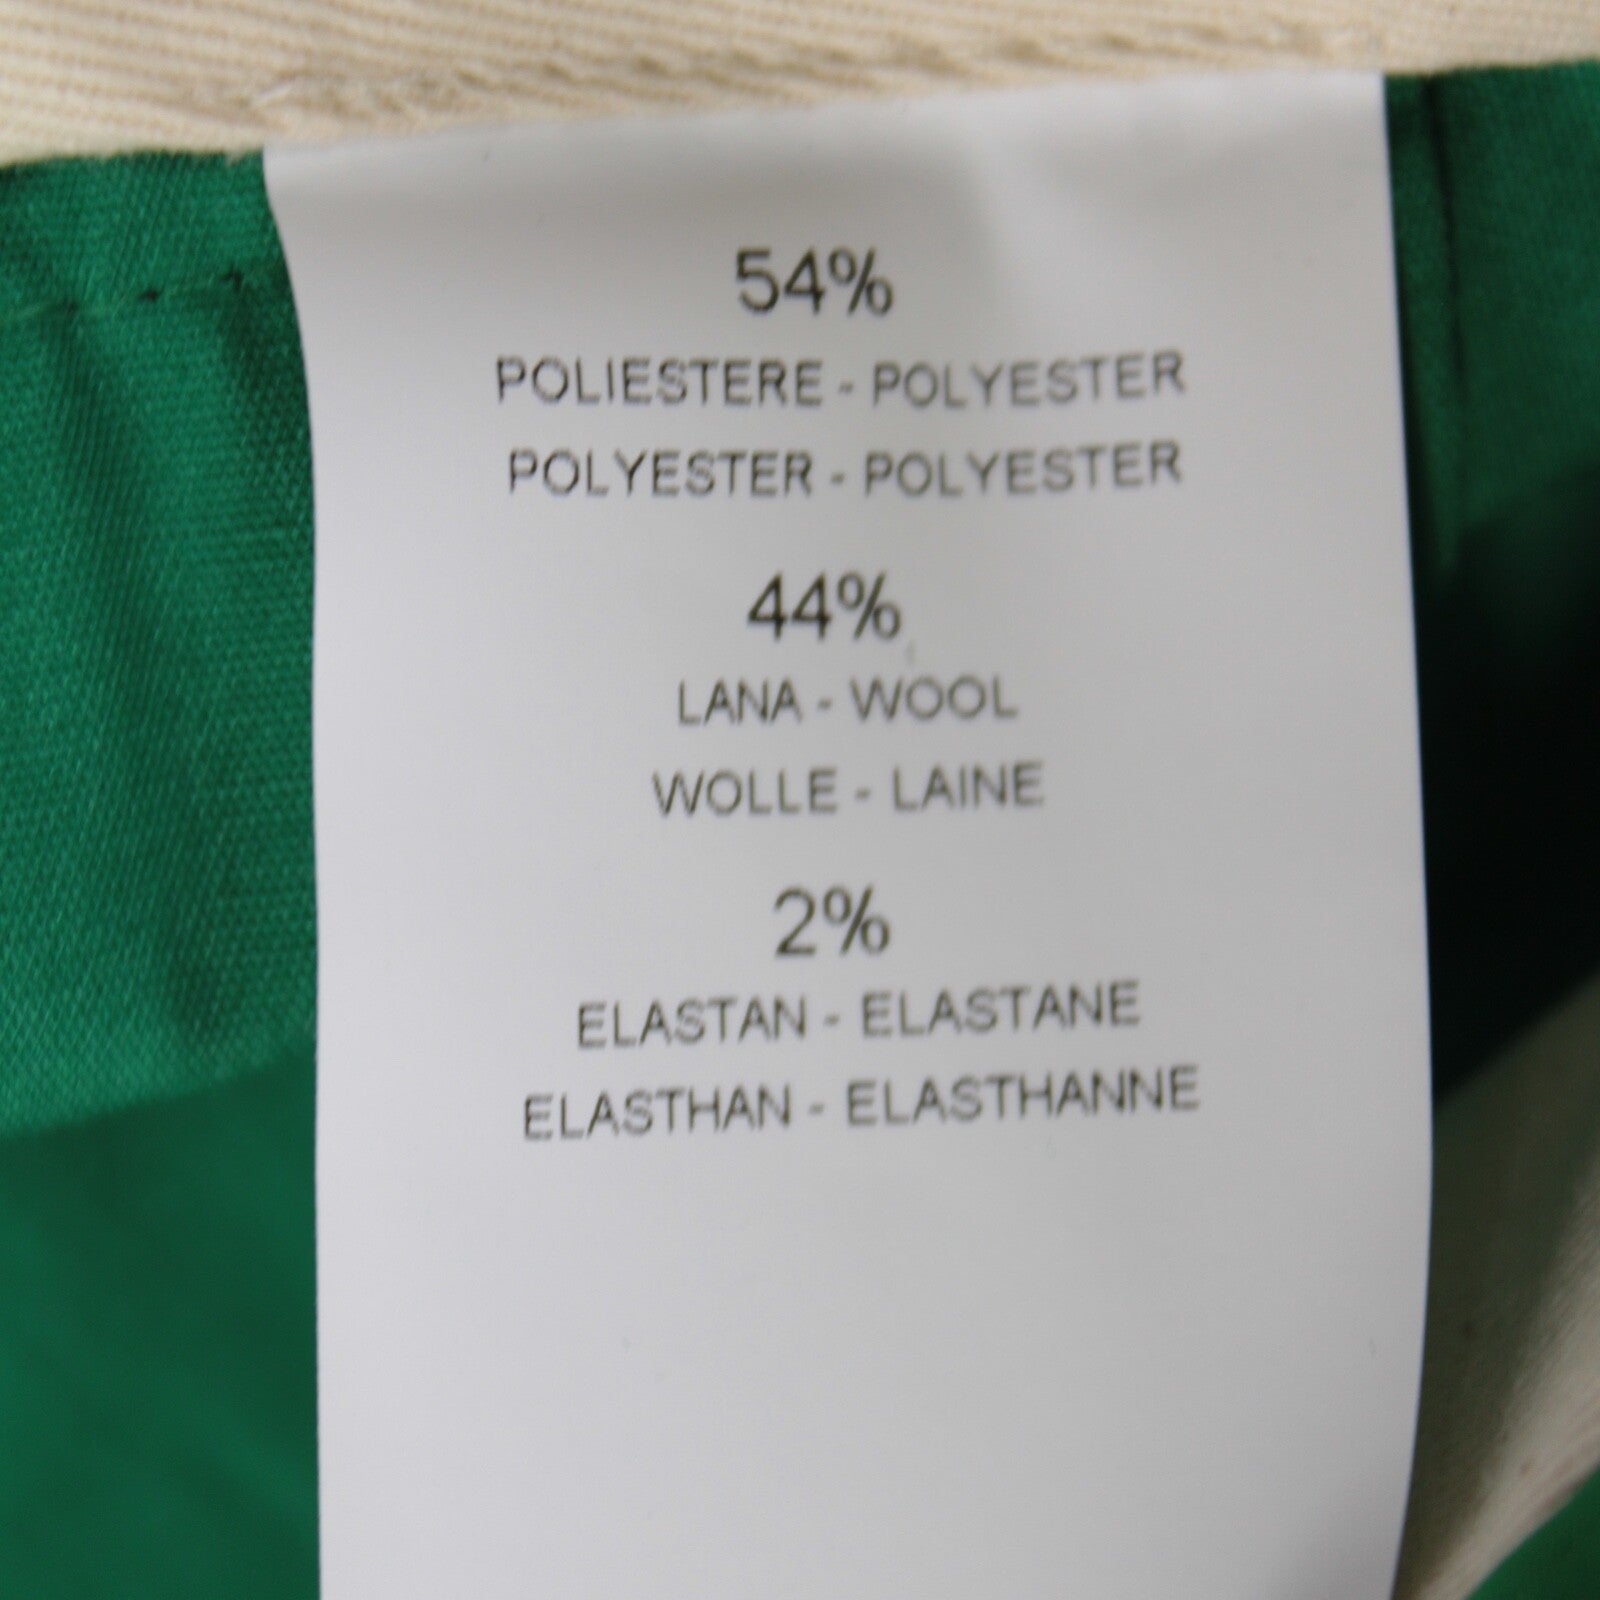 54%
POLIESTERE - POLYESTER
POLYESTER - POLYESTER
44%
LANA - WOOL
WOLLE - LAINE
2%
ELASTAN - ELASTANE
ELASTHAN - ELASTHANNE